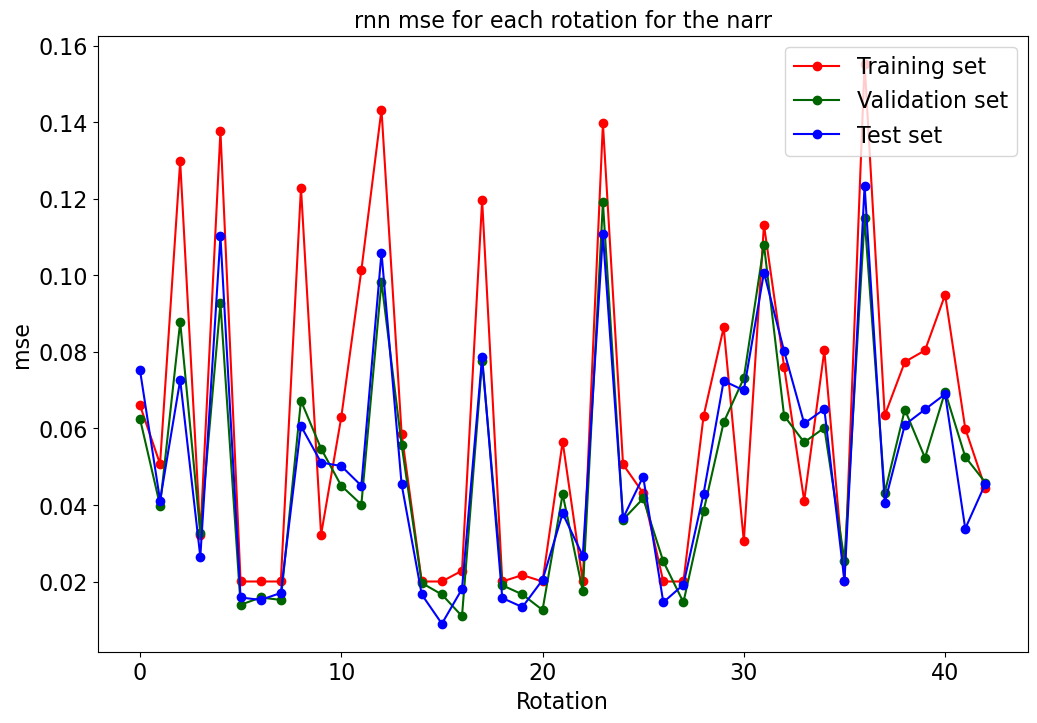 rnn mse for each rotation for the narr
0.16
0.14
0.12
0.10
0.08
0.06
0.04
0.02
mse
Training set
Validation set
Test set
0
10
20
30
40
Rotation